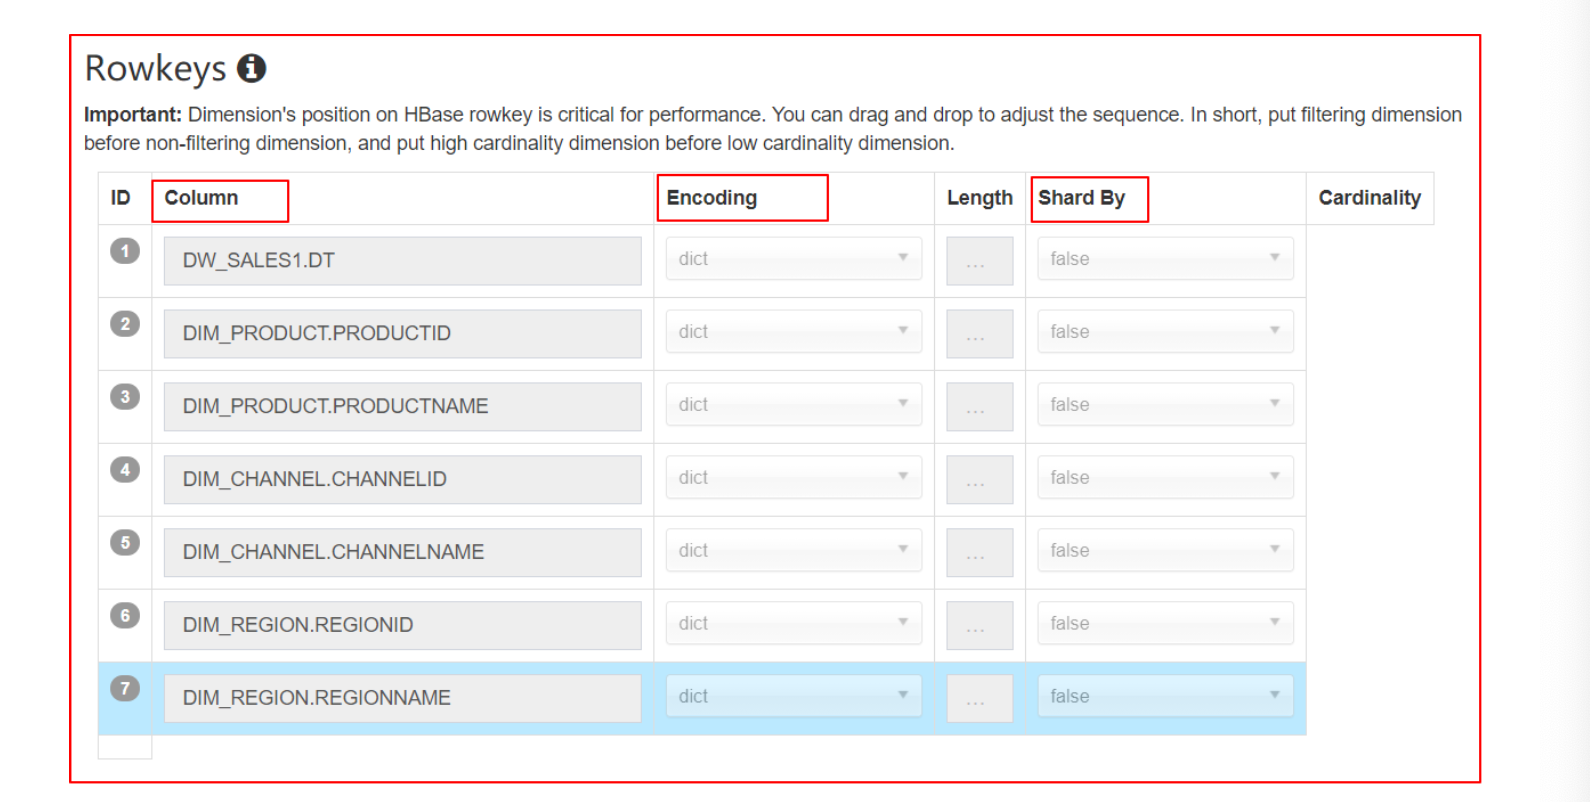 Rowkeys
Important: Dimension's position on HBase rowkey is critical for performance. You can drag and drop to adjust the sequence. In short, put filtering dimension
before non-filtering dimension, and put high cardinality dimension before low cardinality dimension.
ID Column Encoding Length Shard By Cardinality
1 DW_SALES1.DT dict ... false
2 DIM_PRODUCT.PRODUCTID dict ... false
3 DIM_PRODUCT.PRODUCTNAME dict ... false
4 DIM_CHANNEL.CHANNELID dict ... false
5 DIM_CHANNEL.CHANNELNAME dict ... false
6 DIM_REGION.REGIONID dict ... false
7 DIM_REGION.REGIONNAME dict ... false